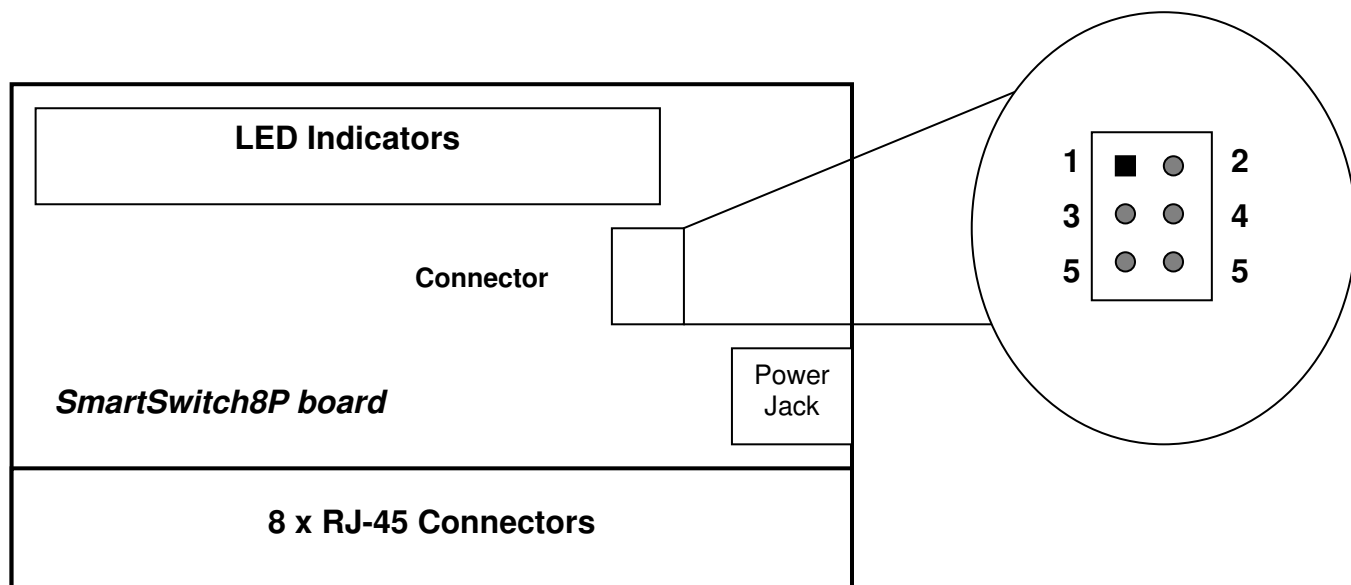 LED Indicators
1 2
3 4
Connector
5 5
Power
Jack
SmartSwitch8P board
8 x RJ-45 Connectors